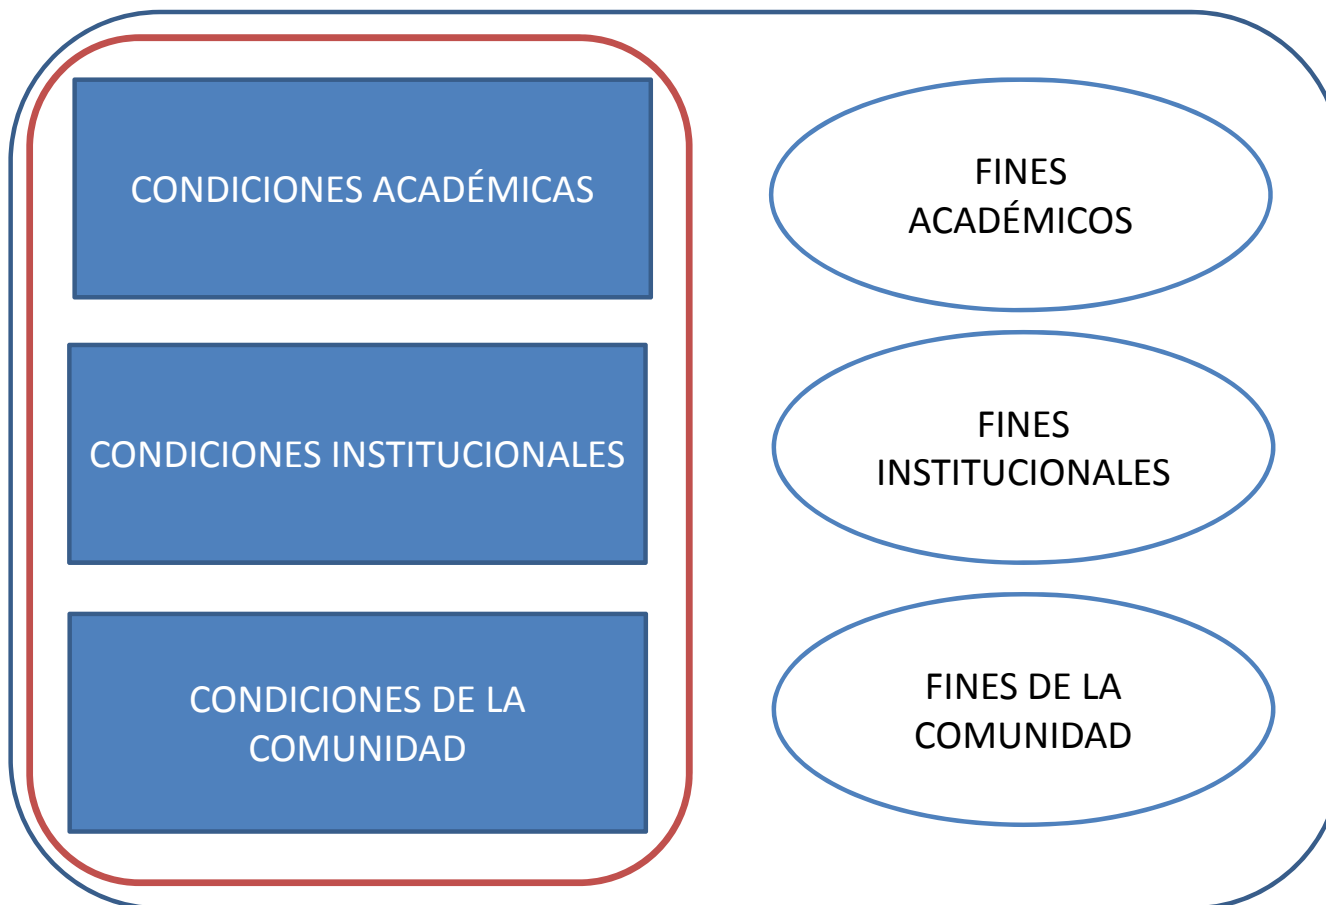 CONDICIONES ACADÉMICAS
FINES
ACADÉMICOS
CONDICIONES INSTITUCIONALES
FINES
INSTITUCIONALES
CONDICIONES DE LA
COMUNIDAD
FINES DE LA
COMUNIDAD